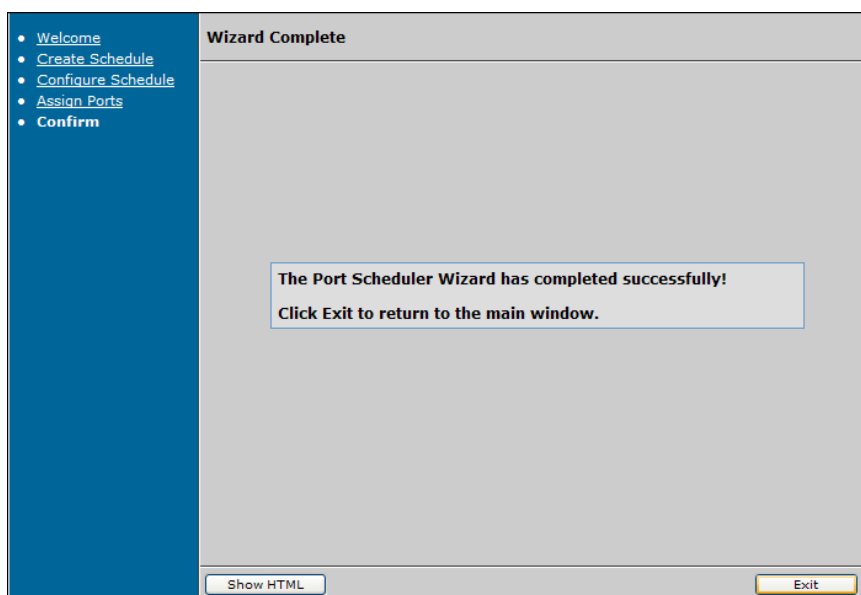 Welcome
Create Schedule
Configure Schedule
Assign Ports
Confirm
Wizard Complete
The Port Scheduler Wizard has completed successfully!
Click Exit to return to the main window.
Show HTML
Exit